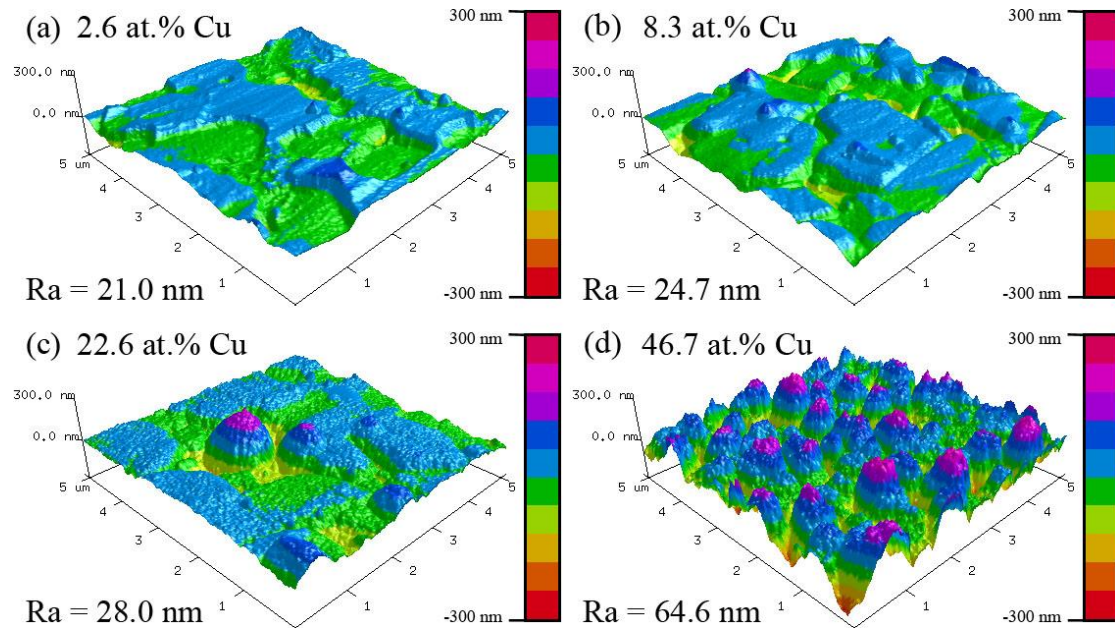 (a) 2.6 at.% Cu
300 nm
300.0 nm
0.0 nm
5 um
4
3
2
1
1
2
3
4
5
-300 nm
Ra = 21.0 nm
(b) 8.3 at.% Cu
300 nm
300.0 nm
0.0 nm
5 um
4
3
2
1
1
2
3
4
5
-300 nm
Ra = 24.7 nm
(c) 22.6 at.% Cu
300 nm
300.0 nm
0.0 nm
5 um
4
3
2
1
1
2
3
4
5
-300 nm
Ra = 28.0 nm
(d) 46.7 at.% Cu
300 nm
300.0 nm
0.0 nm
5 um
4
3
2
1
1
2
3
4
5
-300 nm
Ra = 64.6 nm